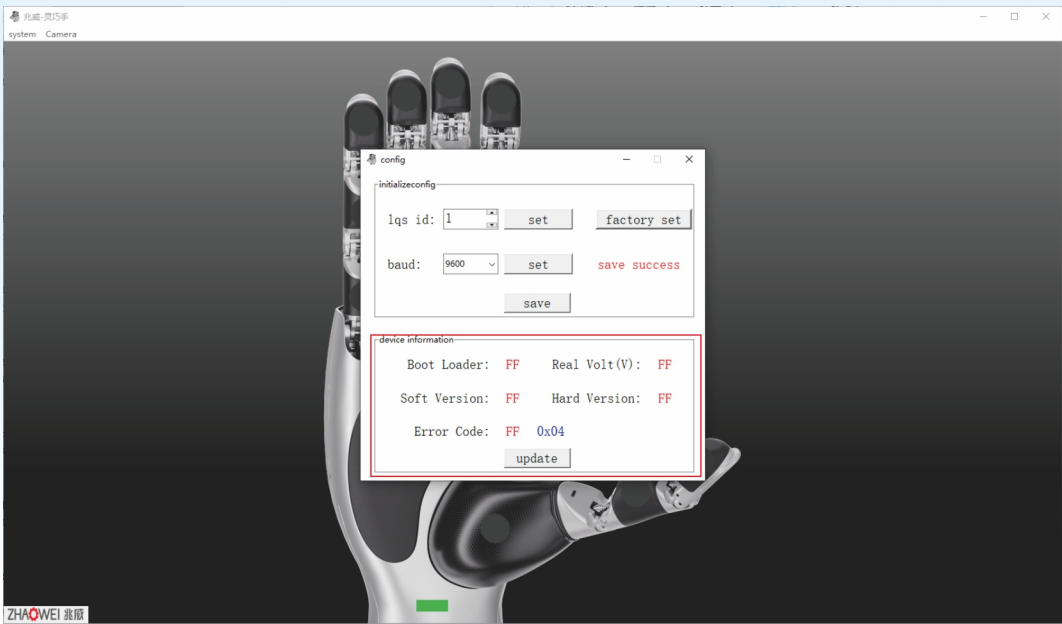 兆威-灵巧手
system Camera
config
initializeconfig
lqs id: 1 set factory set
baud: 9600 set save success
save
device information
Boot Loader: FF Real Volt(V): FF
Soft Version: FF Hard Version: FF
Error Code: FF 0x04
update
ZHAOWEI 兆威